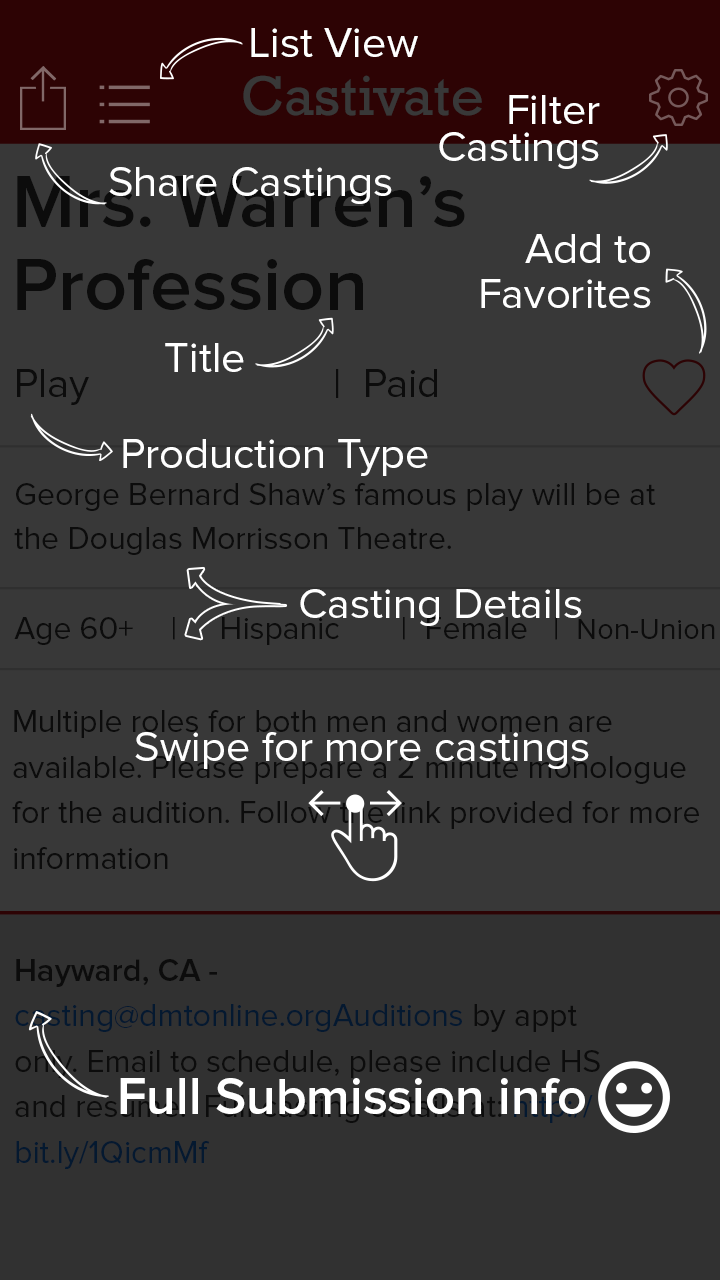 List View
Castivate
Filter
Castings
Share Castings
Mrs. Warren's
Profession
Add to
Favorites
Title
Play | Paid
Production Type
George Bernard Shaw's famous play will be at
the Douglas Morrisson Theatre.
Casting Details
Age 60+ | Hispanic | Female | Non-Union
Multiple roles for both men and women are
Swipe for more castings
available. Please prepare a 2 minute monologue
for the audition. Follow the link provided for more
information
Hayward, CA -
casting@dmtonline.orgAuditions by appt
only. Email to schedule, please include HS
Full Submission info
and resume. Full casting details at: http://
bit.ly/1QicmMf